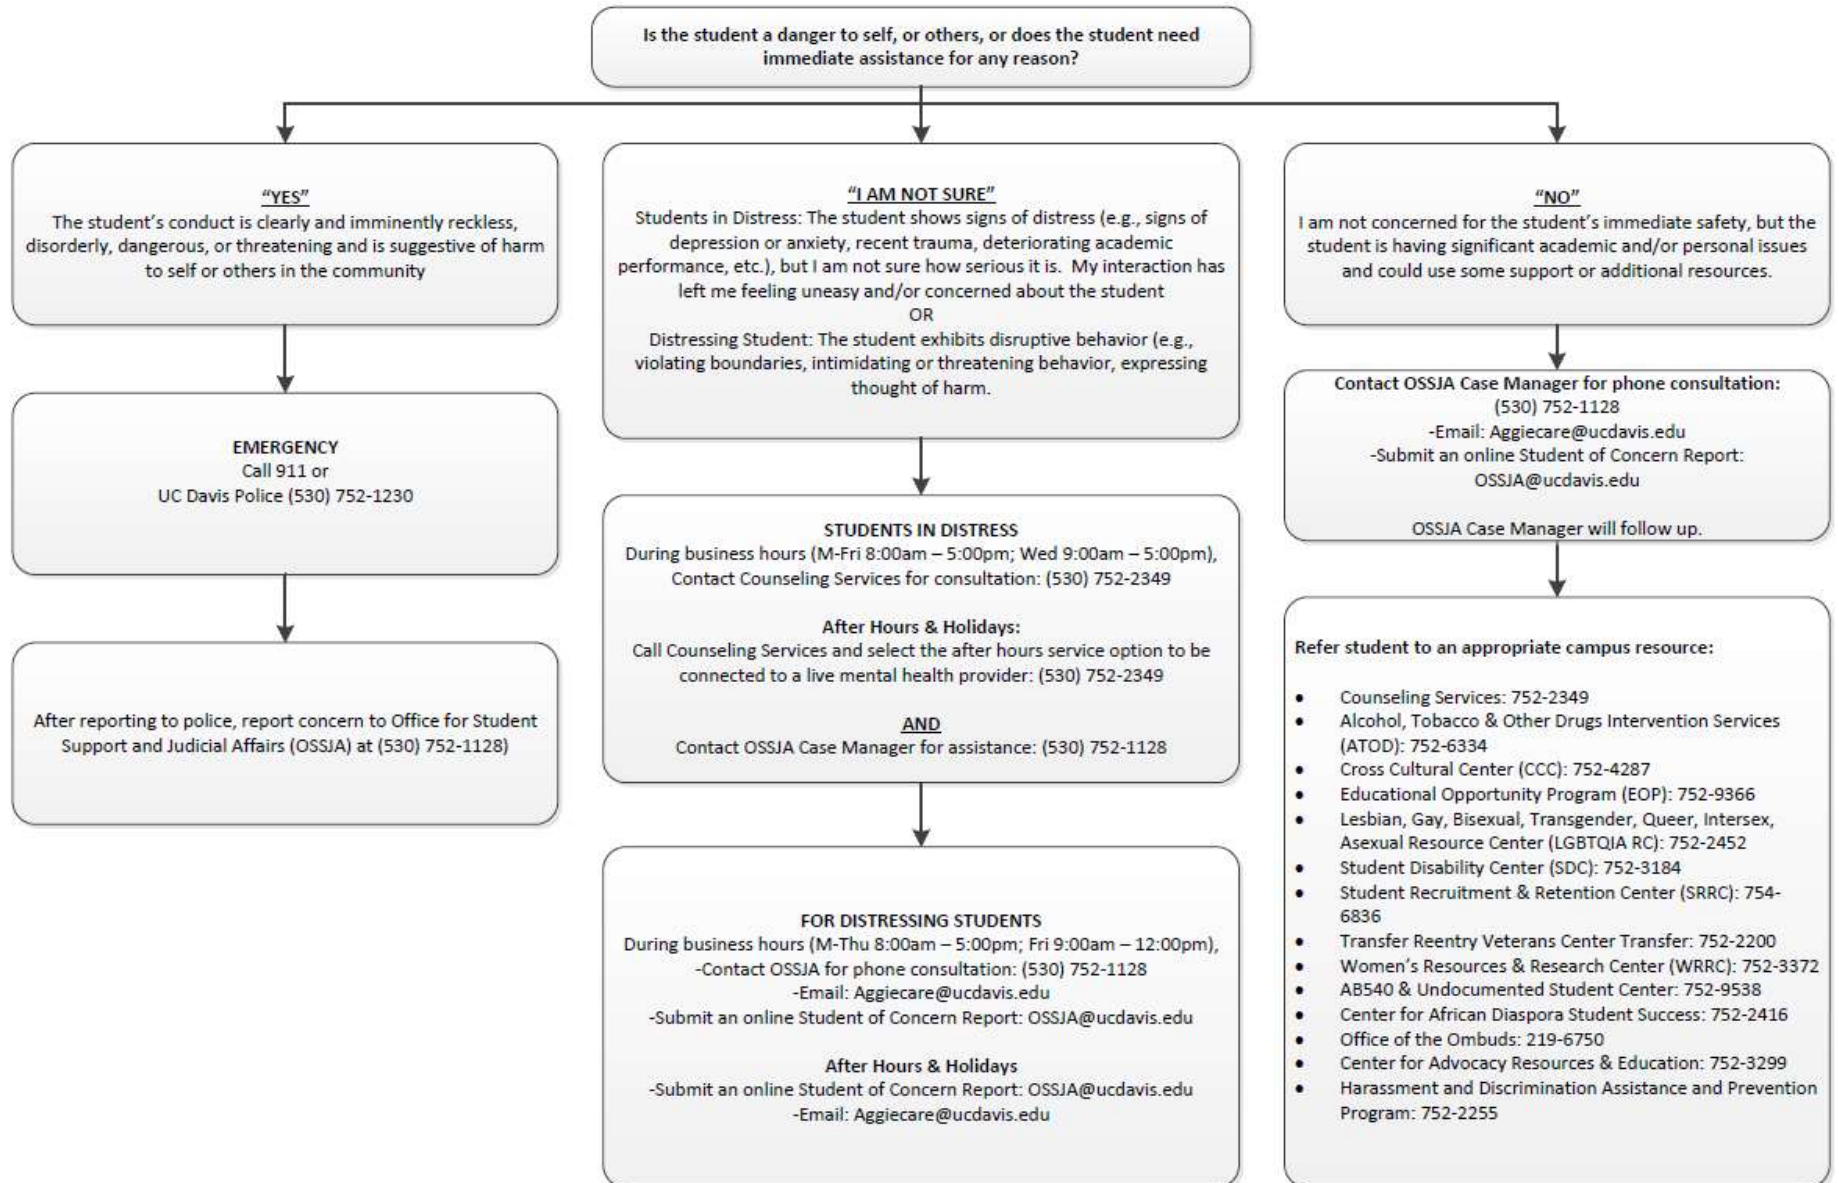 Is the student a danger to self, or others, or does the student need
immediate assistance for any reason?
“YES”
The student’s conduct is clearly and imminently reckless,
disorderly, dangerous, or threatening and is suggestive of harm
to self or others in the community
EMERGENCY
Call 911 or
UC Davis Police (530) 752-1230
After reporting to police, report concern to Office for Student
Support and Judicial Affairs (OSSJA) at (530) 752-1128)
“I AM NOT SURE”
Students in Distress: The student shows signs of distress (e.g., signs of
depression or anxiety, recent trauma, deteriorating academic
performance, etc.), but I am not sure how serious it is.  My interaction has
left me feeling uneasy and/or concerned about the student
OR
Distressing Student: The student exhibits disruptive behavior (e.g.,
violating boundaries, intimidating or threatening behavior, expressing
thought of harm.
STUDENTS IN DISTRESS
During business hours (M-Fri 8:00am – 5:00pm; Wed 9:00am – 5:00pm),
Contact Counseling Services for consultation: (530) 752-2349
After Hours & Holidays:
Call Counseling Services and select the after hours service option to be
connected to a live mental health provider: (530) 752-2349
AND
Contact OSSJA Case Manager for assistance: (530) 752-1128
FOR DISTRESSING STUDENTS
During business hours (M-Thu 8:00am – 5:00pm; Fri 9:00am – 12:00pm),
-Contact OSSJA for phone consultation: (530) 752-1128
-Email: Aggiecare@ucdavis.edu
-Submit an online Student of Concern Report: OSSJA@ucdavis.edu
After Hours & Holidays
-Submit an online Student of Concern Report: OSSJA@ucdavis.edu
-Email: Aggiecare@ucdavis.edu
“NO”
I am not concerned for the student’s immediate safety, but the
student is having significant academic and/or personal issues
and could use some support or additional resources.
Contact OSSJA Case Manager for phone consultation:
(530) 752-1128
-Email: Aggiecare@ucdavis.edu
-Submit an online Student of Concern Report:
OSSJA@ucdavis.edu
OSSJA Case Manager will follow up.
Refer student to an appropriate campus resource:
• Counseling Services: 752-2349
• Alcohol, Tobacco & Other Drugs Intervention Services
(ATOD): 752-6334
• Cross Cultural Center (CCC): 752-4287
• Educational Opportunity Program (EOP): 752-9366
• Lesbian, Gay, Bisexual, Transgender, Queer, Intersex,
Asexual Resource Center (LGBTQIA RC): 752-2452
• Student Disability Center (SDC): 752-3184
• Student Recruitment & Retention Center (SRRC): 754-
6836
• Transfer Reentry Veterans Center Transfer: 752-2200
• Women’s Resources & Research Center (WRRC): 752-3372
• AB540 & Undocumented Student Center: 752-9538
• Center for African Diaspora Student Success: 752-2416
• Office of the Ombuds: 219-6750
• Center for Advocacy Resources & Education: 752-3299
• Harassment and Discrimination Assistance and Prevention
Program: 752-2255